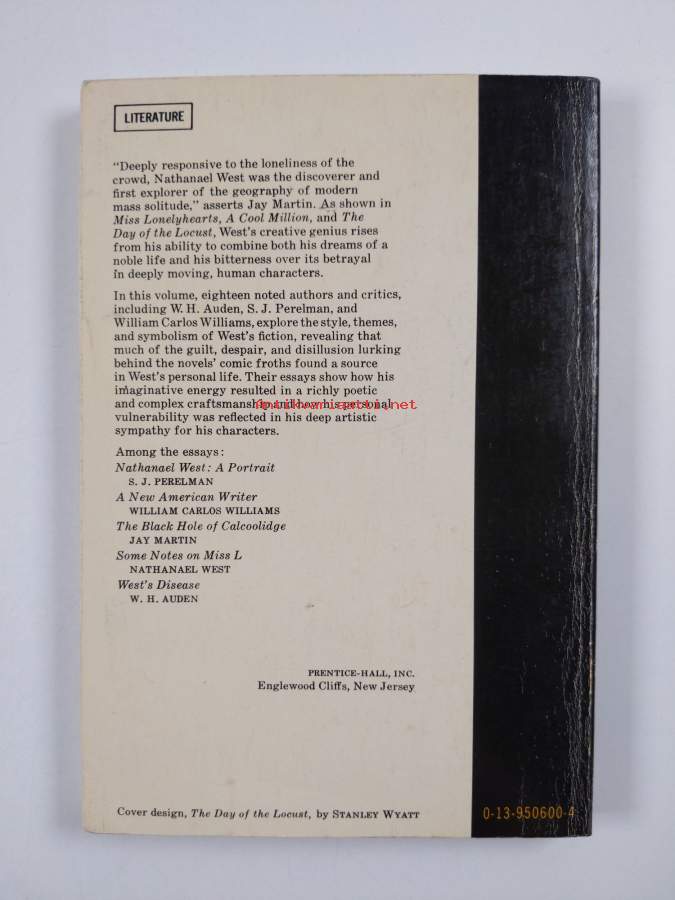 LITERATURE
"Deeply responsive to the loneliness of the
crowd, Nathanael West was the discoverer and
first explorer of the geography of modern
mass solitude," asserts Jay Martin. As shown in
Miss Lonelyhearts, A Cool Million, and The
Day of the Locust, West's creative genius rises
from his ability to combine both his dreams of a
noble life and his bitterness over its betrayal
in deeply moving, human characters.
In this volume, eighteen noted authors and critics,
including W. H. Auden, S. J. Perelman, and
William Carlos Williams, explore the style, themes,
and symbolism of West's fiction, revealing that
much of the guilt, despair, and disillusion lurking
behind the novels' comic froths found a source
in West's personal life. Their essays show how his
imaginative energy resulted in a richly poetic
and complex craftsmanship and how his personal
vulnerability was reflected in his deep artistic
sympathy for his characters.
Among the essays:
Nathanael West: A Portrait
S. J. PERELMAN
A New American Writer
WILLIAM CARLOS WILLIAMS
The Black Hole of Calcoolidge
JAY MARTIN
Some Notes on Miss L
NATHANAEL WEST
West's Disease
W. H. AUDEN
PRENTICE-HALL, INC.
Englewood Cliffs, New Jersey
Cover design, The Day of the Locust, by STANLEY WYATT
0-13-950600-4